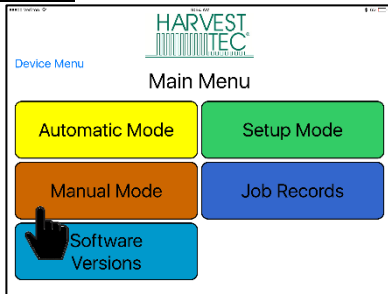 HARVEST
TEC
Device Menu
Main Menu
Automatic Mode
Setup Mode
Manual Mode
Job Records
Software
Versions